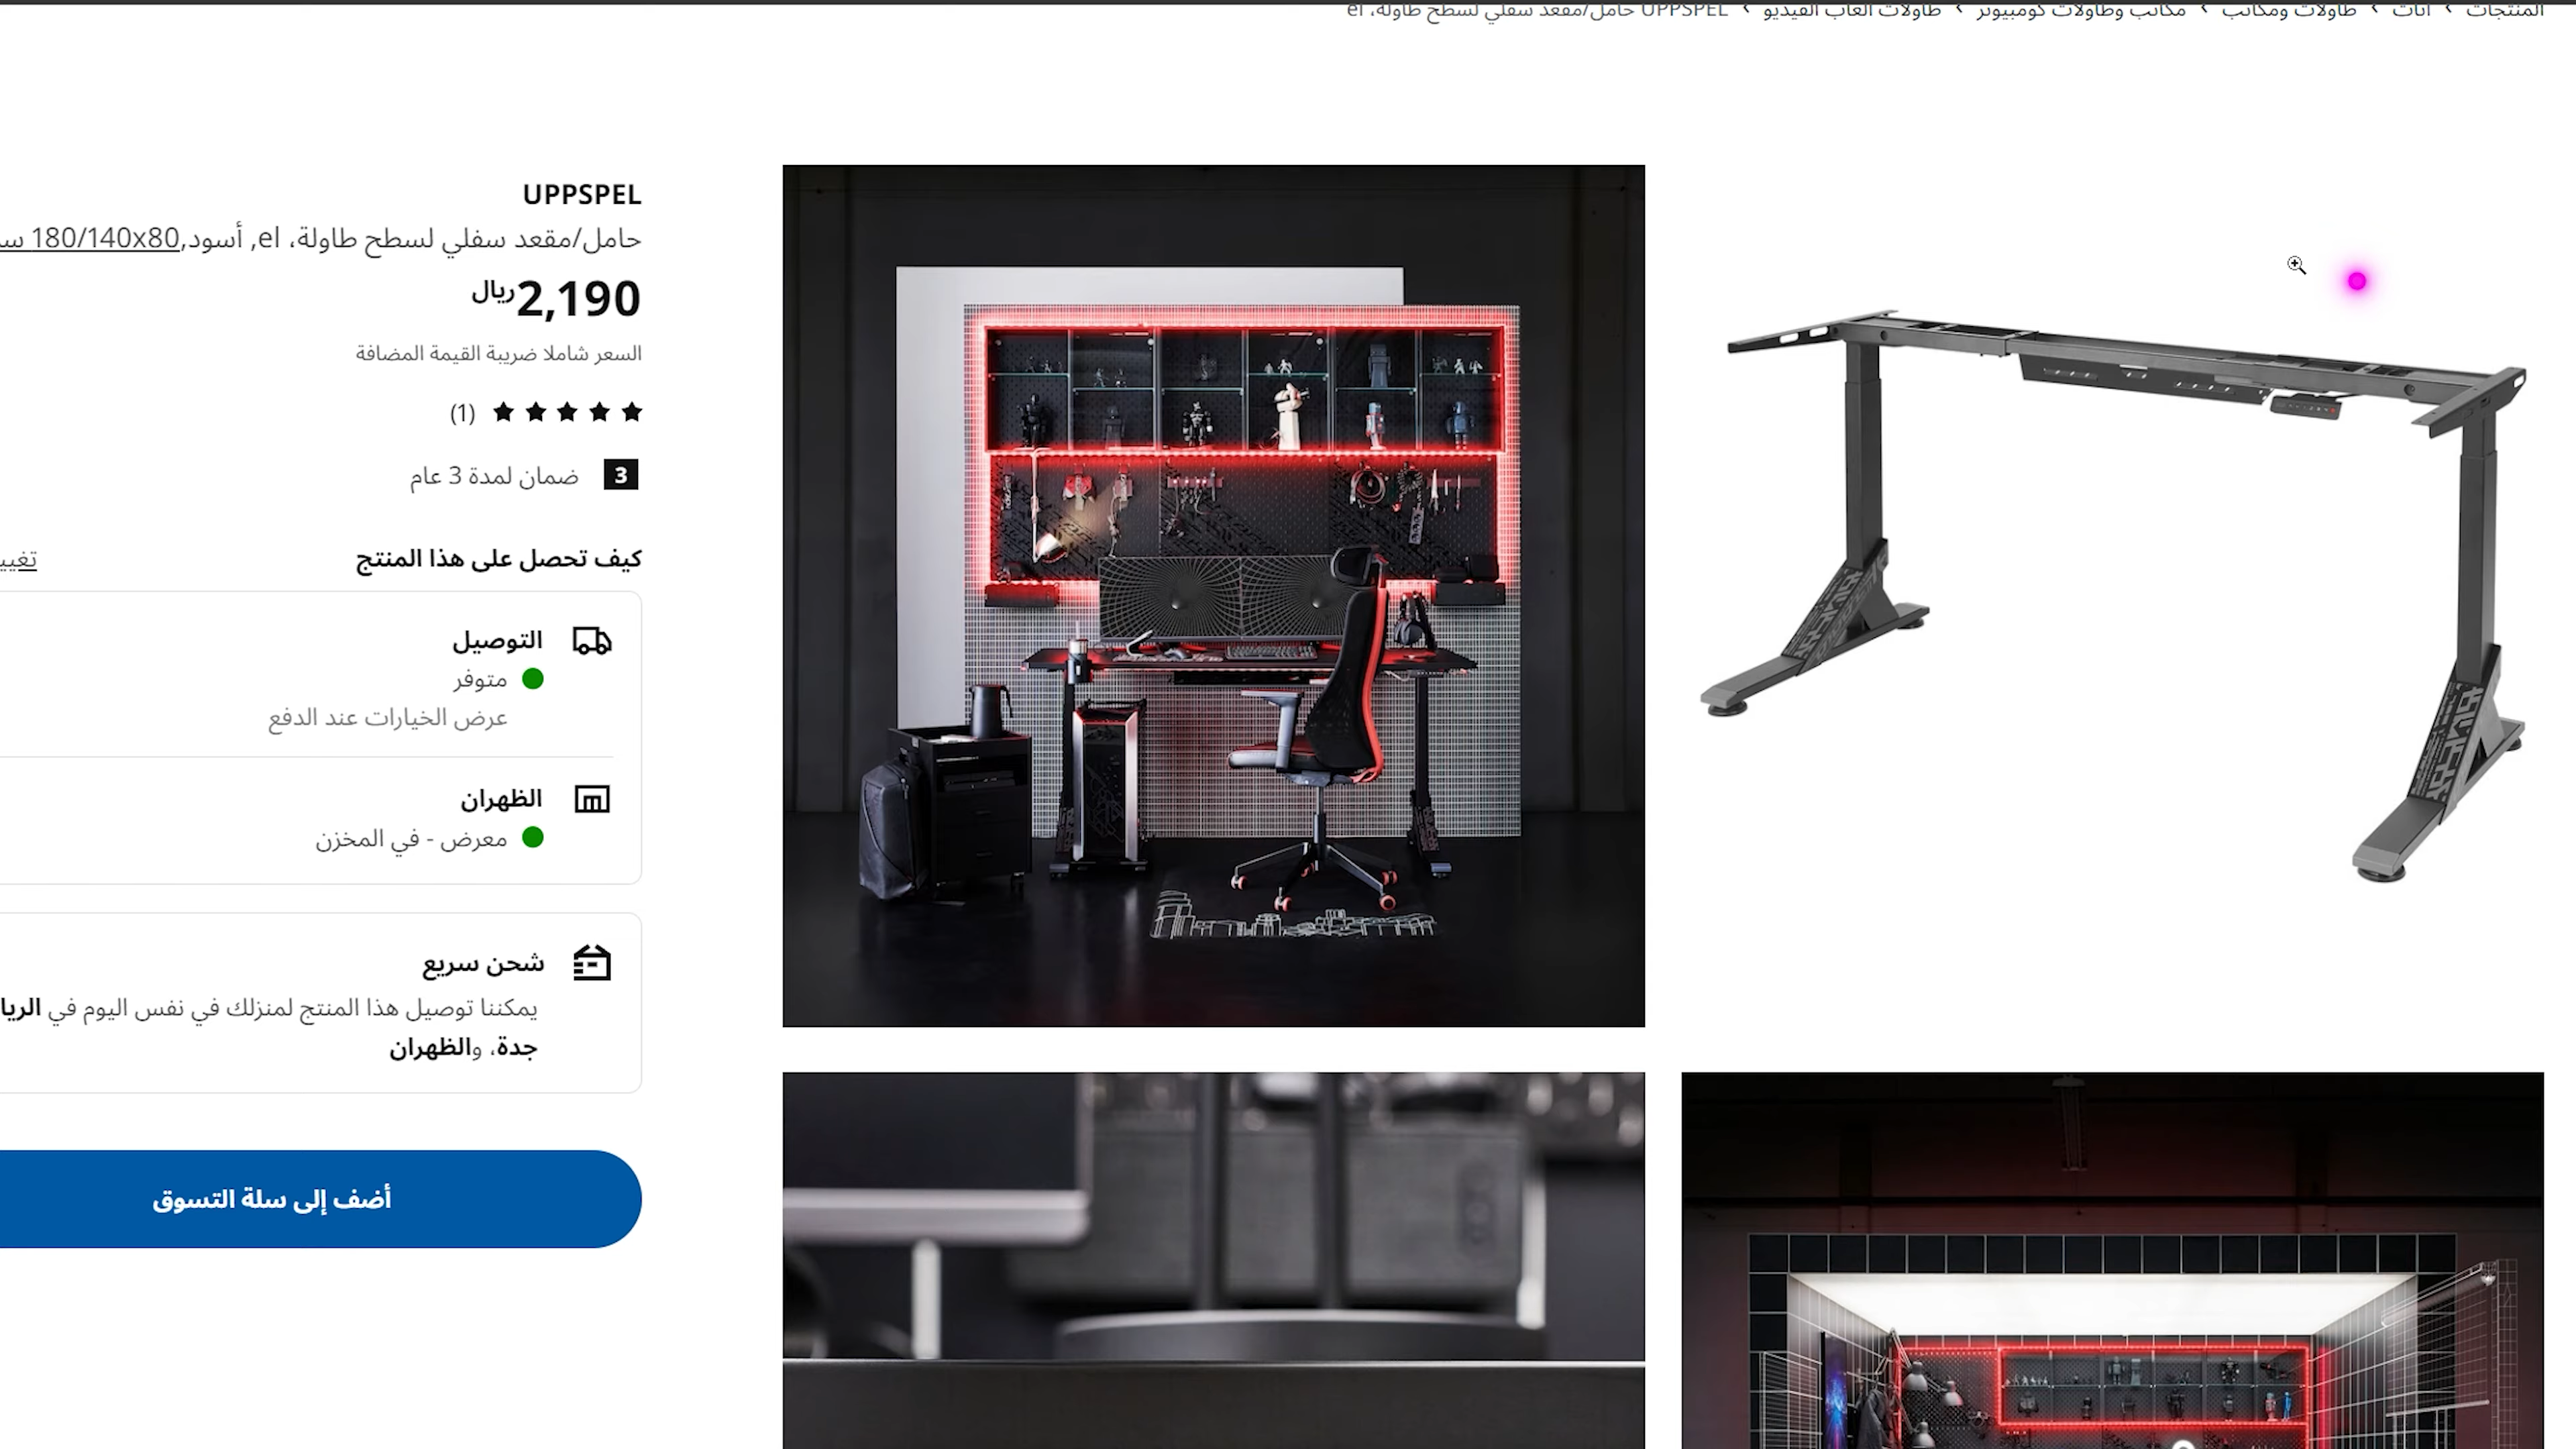 المنتجات › أثاث › طاولات ومكاتب › مكاتب وطاولات كومبيوتر › طاولات ألعاب الفيديو › UPPSPEL حامل/مقعد سفلي لسطح طاولة، el
UPPSPEL
حامل/مقعد سفلي لسطح طاولة، el, أسود,180/140x80
2,190ريال
السعر شاملا ضريبة القيمة المضافة
(1)
3 ضمان لمدة 3 عام
كيف تحصل على هذا المنتج
التوصيل
متوفر
عرض الخيارات عند الدفع
الظهران
معرض - في المخزن
شحن سريع
يمكننا توصيل هذا المنتج لمنزلك في نفس اليوم في
جدة، والظهران
أضف إلى سلة التسوق